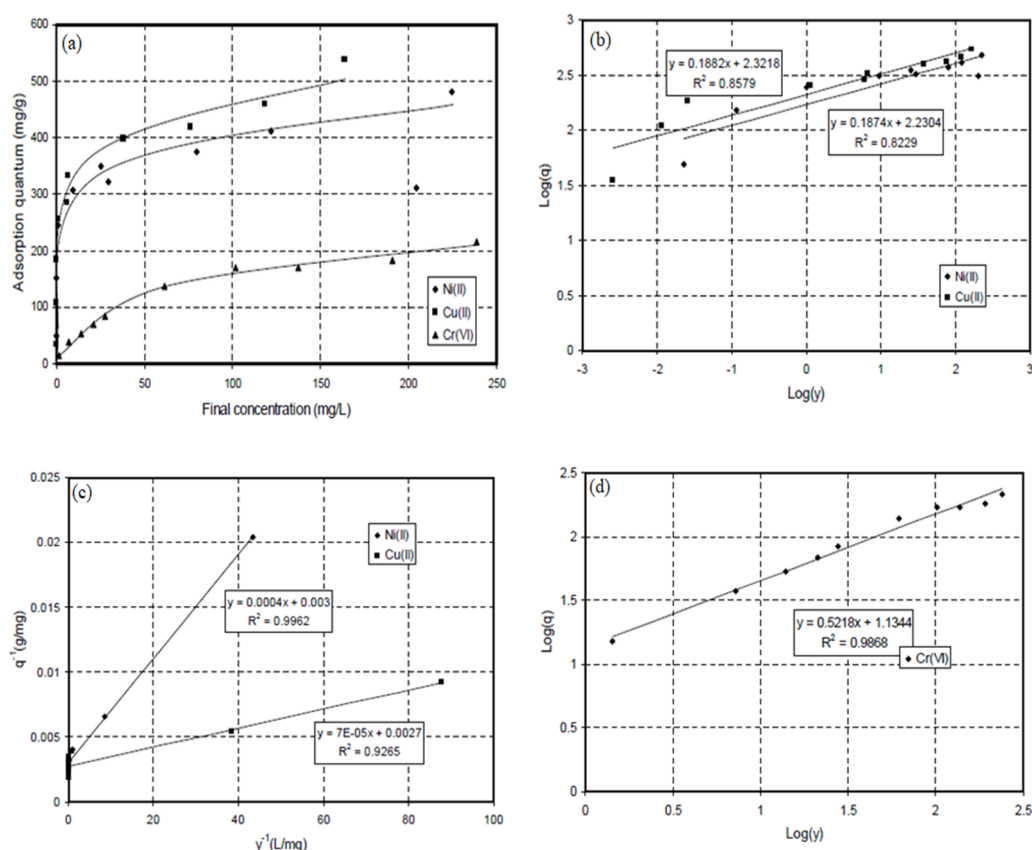 (a)
600
500
400
300
200
100
0
0
50
100
150
200
250
Adsorption quantum (mg/g)
Final concentration (mg/L)
Ni(II)
Cu(II)
Cr(VI)
(b)
3
2.5
2
1.5
1
0.5
0
-3
-2
-1
0
1
2
3
Log(q)
Log(y)
y = 0.1882x + 2.3218
R² = 0.8579
y = 0.1874x + 2.2304
R² = 0.8229
Ni(II)
Cu(II)
(c)
0.025
0.02
0.015
0.01
0.005
0
0
20
40
60
80
100
q⁻¹(g/mg)
y⁻¹(L/mg)
Ni(II)
Cu(II)
y = 0.0004x + 0.003
R² = 0.9962
y = 7E-05x + 0.0027
R² = 0.9265
(d)
2.5
2
1.5
1
0.5
0
0
0.5
1
1.5
2
2.5
Log(q)
Log(y)
y = 0.5218x + 1.1344
R² = 0.9868
Cr(VI)